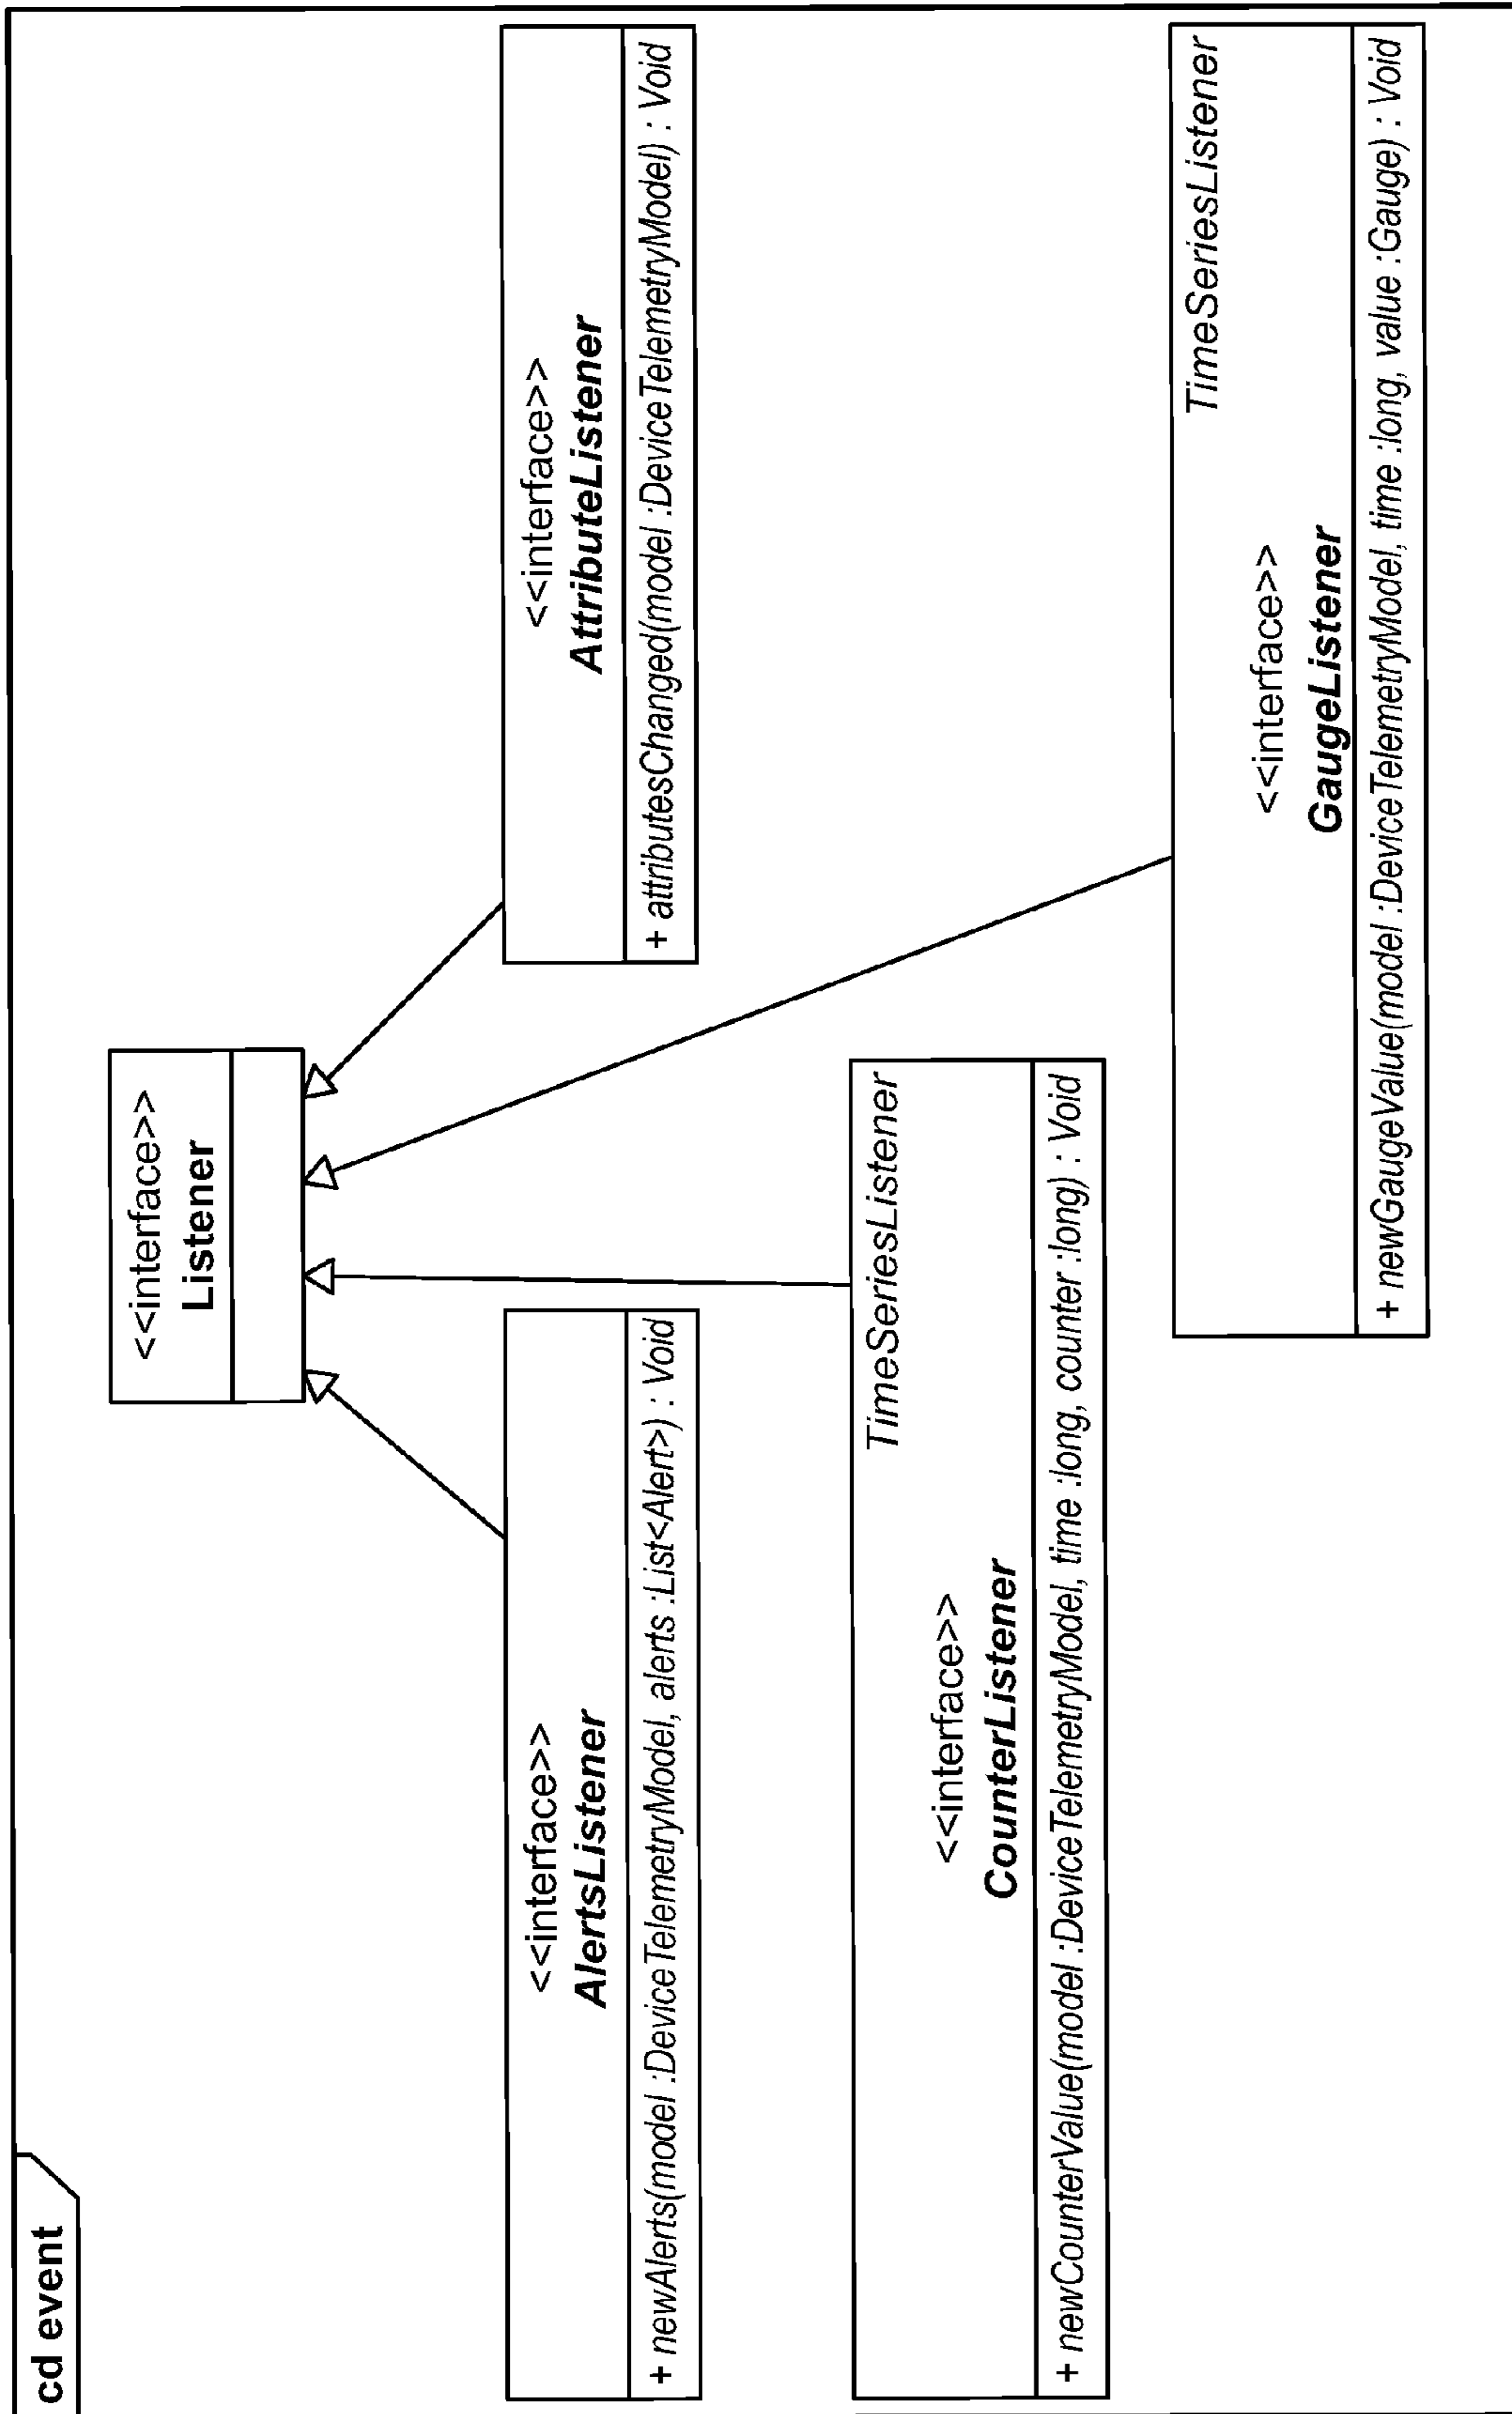 cd event
<<interface>>
Listener
<<interface>>
AlertsListener
+ newAlerts(model :DeviceTelemetryModel, alerts :List<Alert>) : Void
<<interface>>
AttributeListener
+ attributesChanged(model :DeviceTelemetryModel) : Void
TimeSeriesListener
<<interface>>
CounterListener
+ newCounterValue(model :DeviceTelemetryModel, time :long, counter :long) : Void
TimeSeriesListener
<<interface>>
GaugeListener
+ newGaugeValue(model :DeviceTelemetryModel, time :long, value :Gauge) : Void